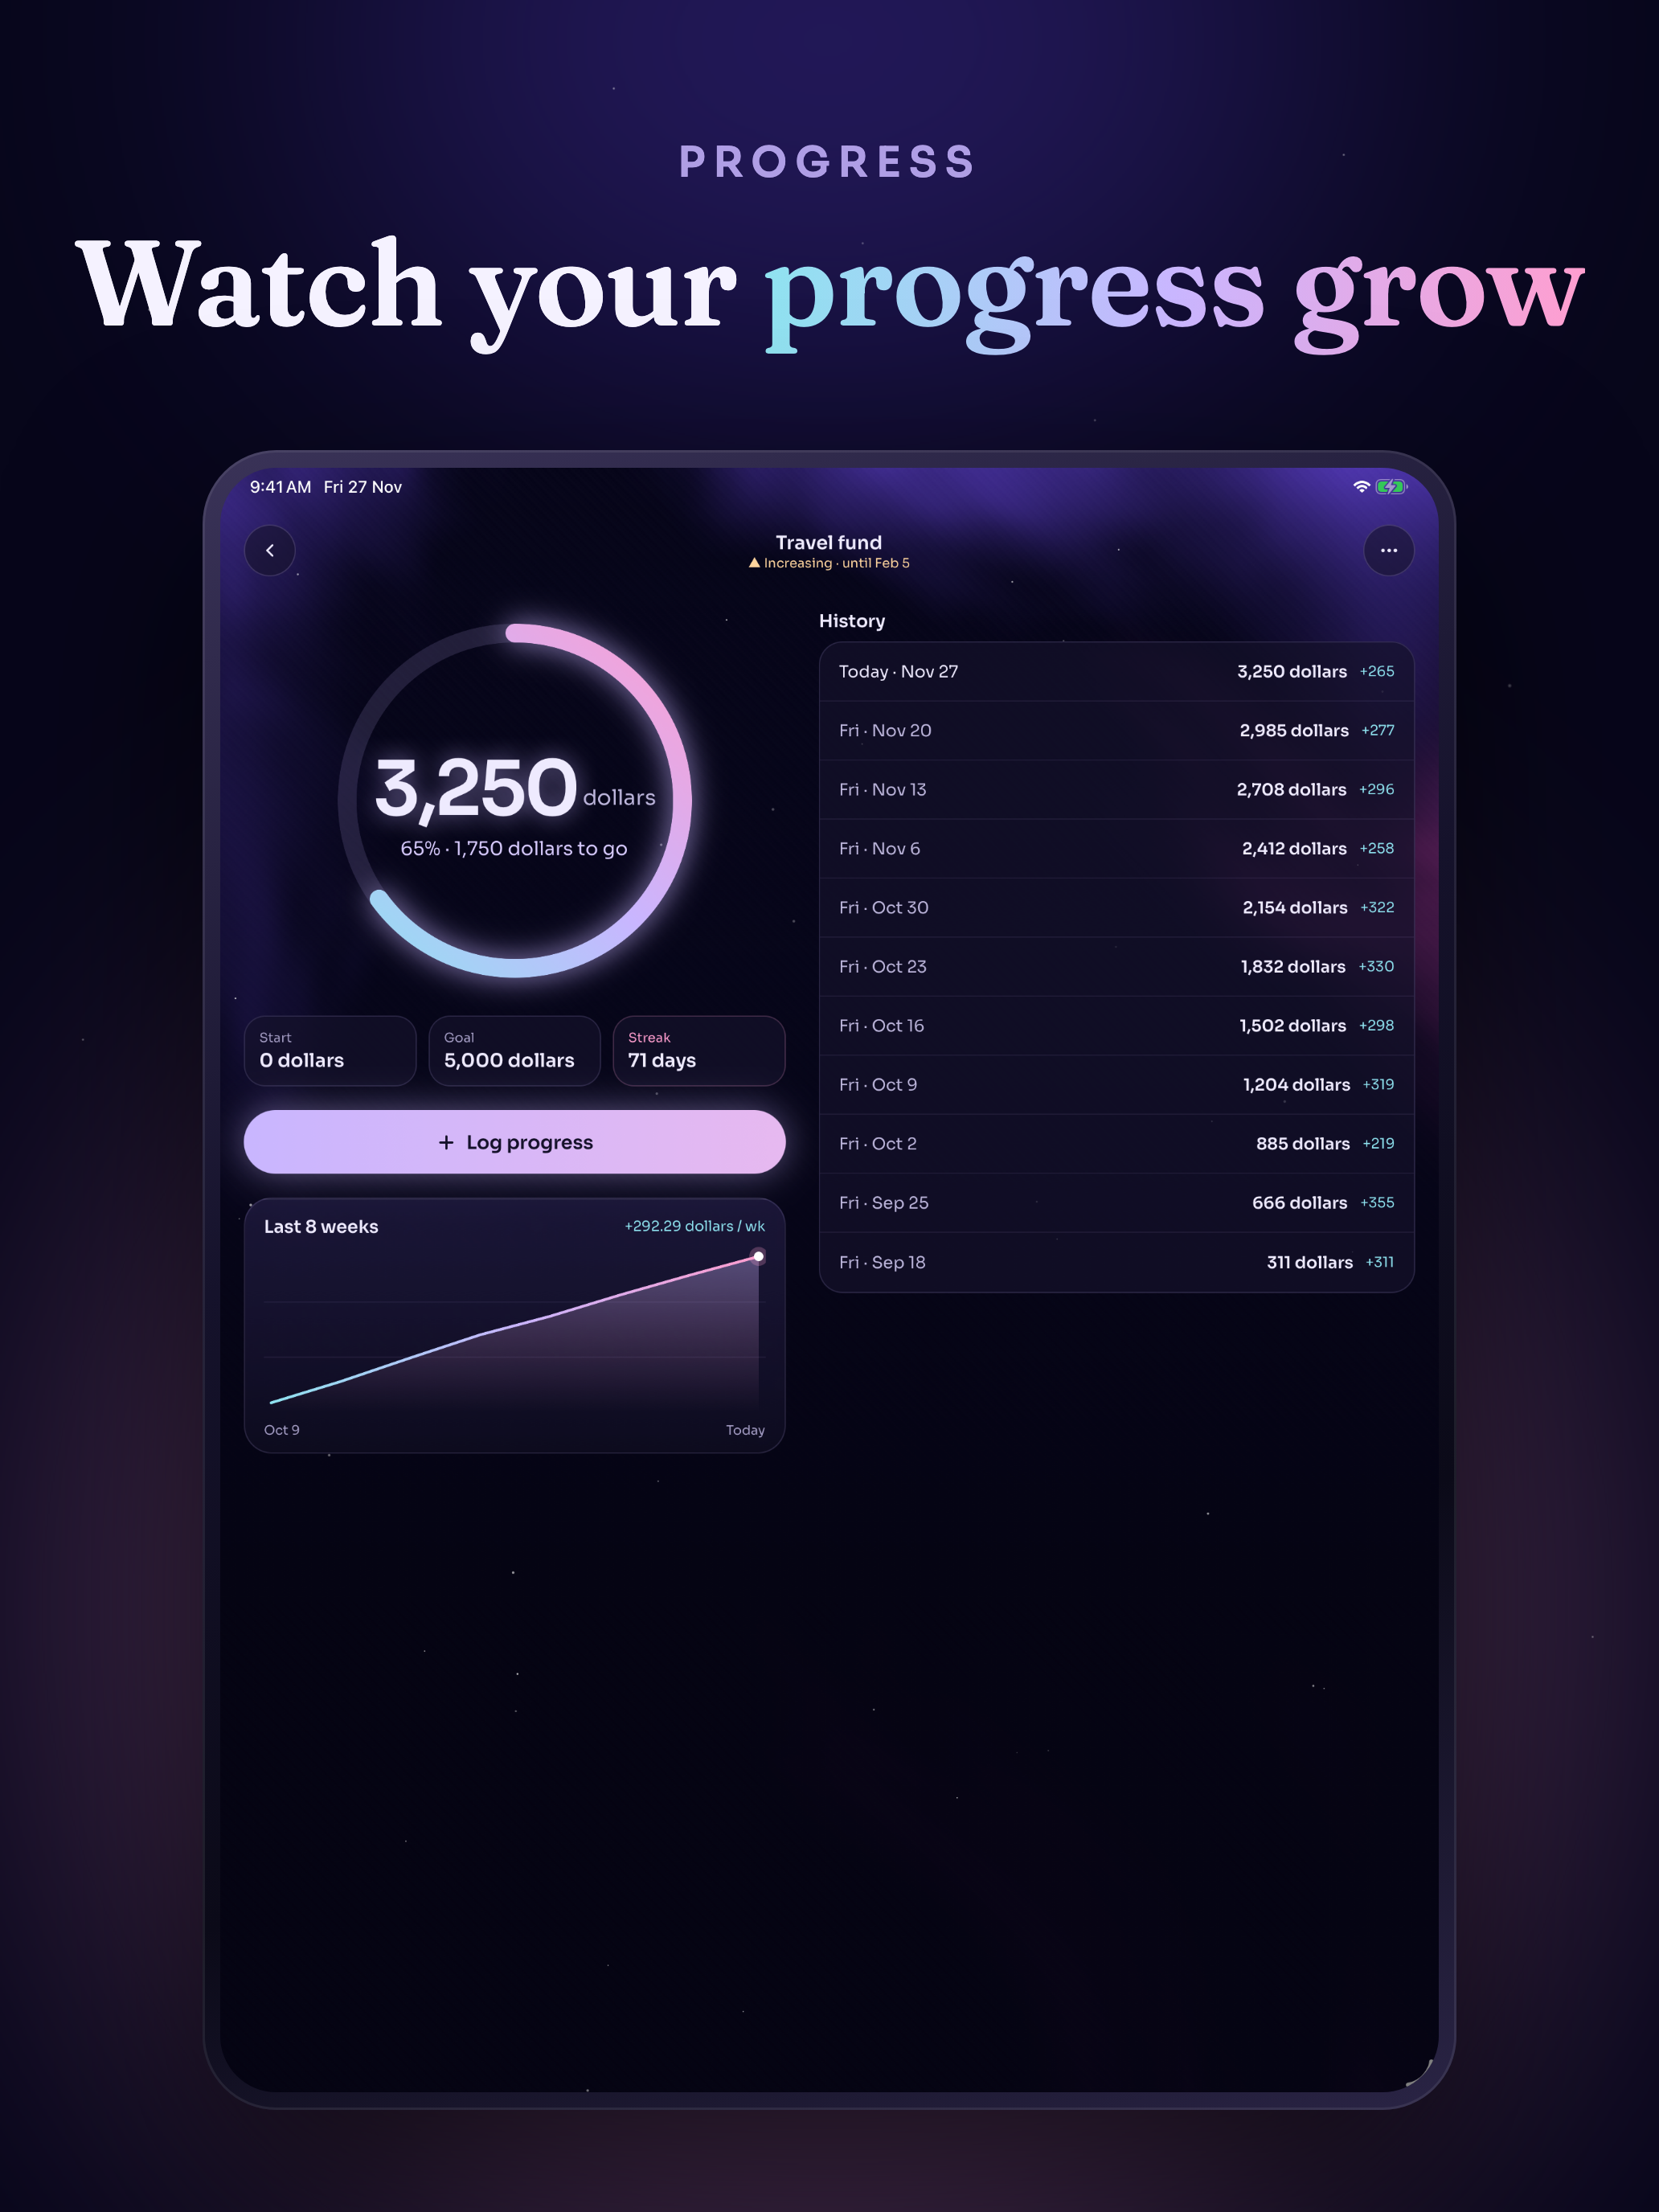 PROGRESS
Watch your progress grow
9:41 AM Fri 27 Nov
Travel fund
▲ Increasing · until Feb 5
3,250 dollars
65% · 1,750 dollars to go
Start
0 dollars
Goal
5,000 dollars
Streak
71 days
+ Log progress
Last 8 weeks +292.29 dollars / wk
Oct 9 Today
History
Today · Nov 27 3,250 dollars +265
Fri · Nov 20 2,985 dollars +277
Fri · Nov 13 2,708 dollars +296
Fri · Nov 6 2,412 dollars +258
Fri · Oct 30 2,154 dollars +322
Fri · Oct 23 1,832 dollars +330
Fri · Oct 16 1,502 dollars +298
Fri · Oct 9 1,204 dollars +319
Fri · Oct 2 885 dollars +219
Fri · Sep 25 666 dollars +355
Fri · Sep 18 311 dollars +311